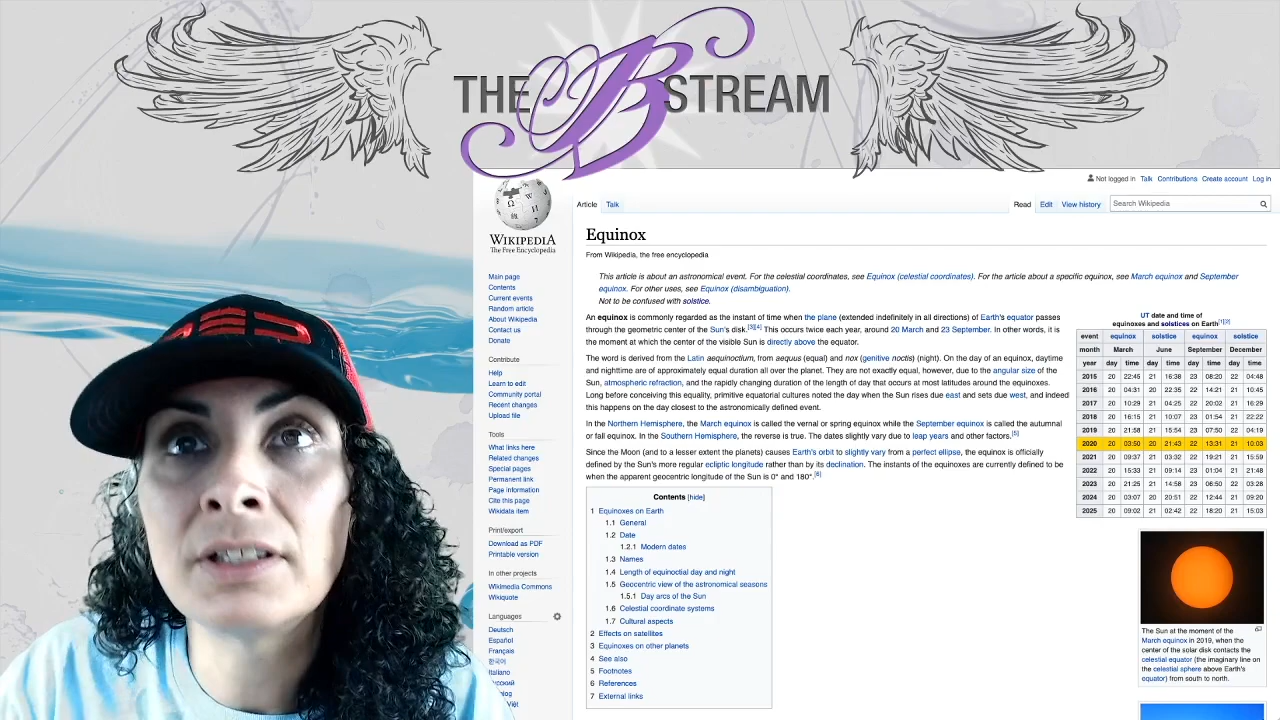 THE B STREAM
Not logged in Talk Contributions Create account Log in
Article Talk
Read Edit View history Search Wikipedia
WIKIPEDIA
The Free Encyclopedia
Main page
Contents
Current events
Random article
About Wikipedia
Contact us
Donate
Contribute
Help
Learn to edit
Community portal
Recent changes
Upload file
Tools
What links here
Related changes
Special pages
Permanent link
Page information
Cite this page
Wikidata item
Print/export
Download as PDF
Printable version
In other projects
Wikimedia Commons
Wikiquote
Languages
Deutsch
Español
Français
한국어
Italiano
Equinox
From Wikipedia, the free encyclopedia
This article is about an astronomical event. For the celestial coordinates, see Equinox (celestial coordinates). For the article about a specific equinox, see March equinox and September
equinox. For other uses, see Equinox (disambiguation).
Not to be confused with solstice.
An equinox is commonly regarded as the instant of time when the plane (extended indefinitely in all directions) of Earth's equator passes
through the geometric center of the Sun's disk.[3][4] This occurs twice each year, around 20 March and 23 September. In other words, it is
the moment at which the center of the visible Sun is directly above the equator.
The word is derived from the Latin aequinoctium, from aequus (equal) and nox (genitive noctis) (night). On the day of an equinox, daytime
and nighttime are of approximately equal duration all over the planet. They are not exactly equal, however, due to the angular size of the
Sun, atmospheric refraction, and the rapidly changing duration of the length of day that occurs at most latitudes around the equinoxes.
Long before conceiving this equality, primitive equatorial cultures noted the day when the Sun rises due east and sets due west, and indeed
this happens on the day closest to the astronomically defined event.
In the Northern Hemisphere, the March equinox is called the vernal or spring equinox while the September equinox is called the autumnal
or fall equinox. In the Southern Hemisphere, the reverse is true. The dates slightly vary due to leap years and other factors.[5]
Since the Moon (and to a lesser extent the planets) causes Earth's orbit to slightly vary from a perfect ellipse, the equinox is officially
defined by the Sun's more regular ecliptic longitude rather than by its declination. The instants of the equinoxes are currently defined to be
when the apparent geocentric longitude of the Sun is 0° and 180°.[6]
Contents [hide]
1 Equinoxes on Earth
1.1 General
1.2 Date
1.2.1 Modern dates
1.3 Names
1.4 Length of equinoctial day and night
1.5 Geocentric view of the astronomical seasons
1.5.1 Day arcs of the Sun
1.6 Celestial coordinate systems
1.7 Cultural aspects
2 Effects on satellites
3 Equinoxes on other planets
4 See also
5 Footnotes
6 References
7 External links
UT date and time of
equinoxes and solstices on Earth[1][2]
event equinox solstice equinox solstice
month March June September December
year day time day time day time day time
2015 20 22:45 21 16:38 23 08:20 22 04:48
2016 20 04:31 20 22:35 22 14:21 21 10:45
2017 20 10:29 21 04:25 22 20:02 21 16:29
2018 20 16:15 21 10:07 23 01:54 21 22:22
2019 20 21:58 21 15:54 23 07:50 22 04:19
2020 20 03:50 20 21:43 22 13:31 21 10:03
2021 20 09:37 21 03:32 22 19:21 21 15:59
2022 20 15:33 21 09:14 23 01:04 21 21:48
2023 20 21:25 21 14:58 23 06:50 22 03:28
2024 20 03:07 20 20:51 22 12:44 21 09:20
2025 20 09:02 21 02:42 22 18:20 21 15:03
The Sun at the moment of the
March equinox in 2019, when the
center of the solar disk contacts the
celestial equator (the imaginary line on
the celestial sphere above Earth's
equator) from south to north.